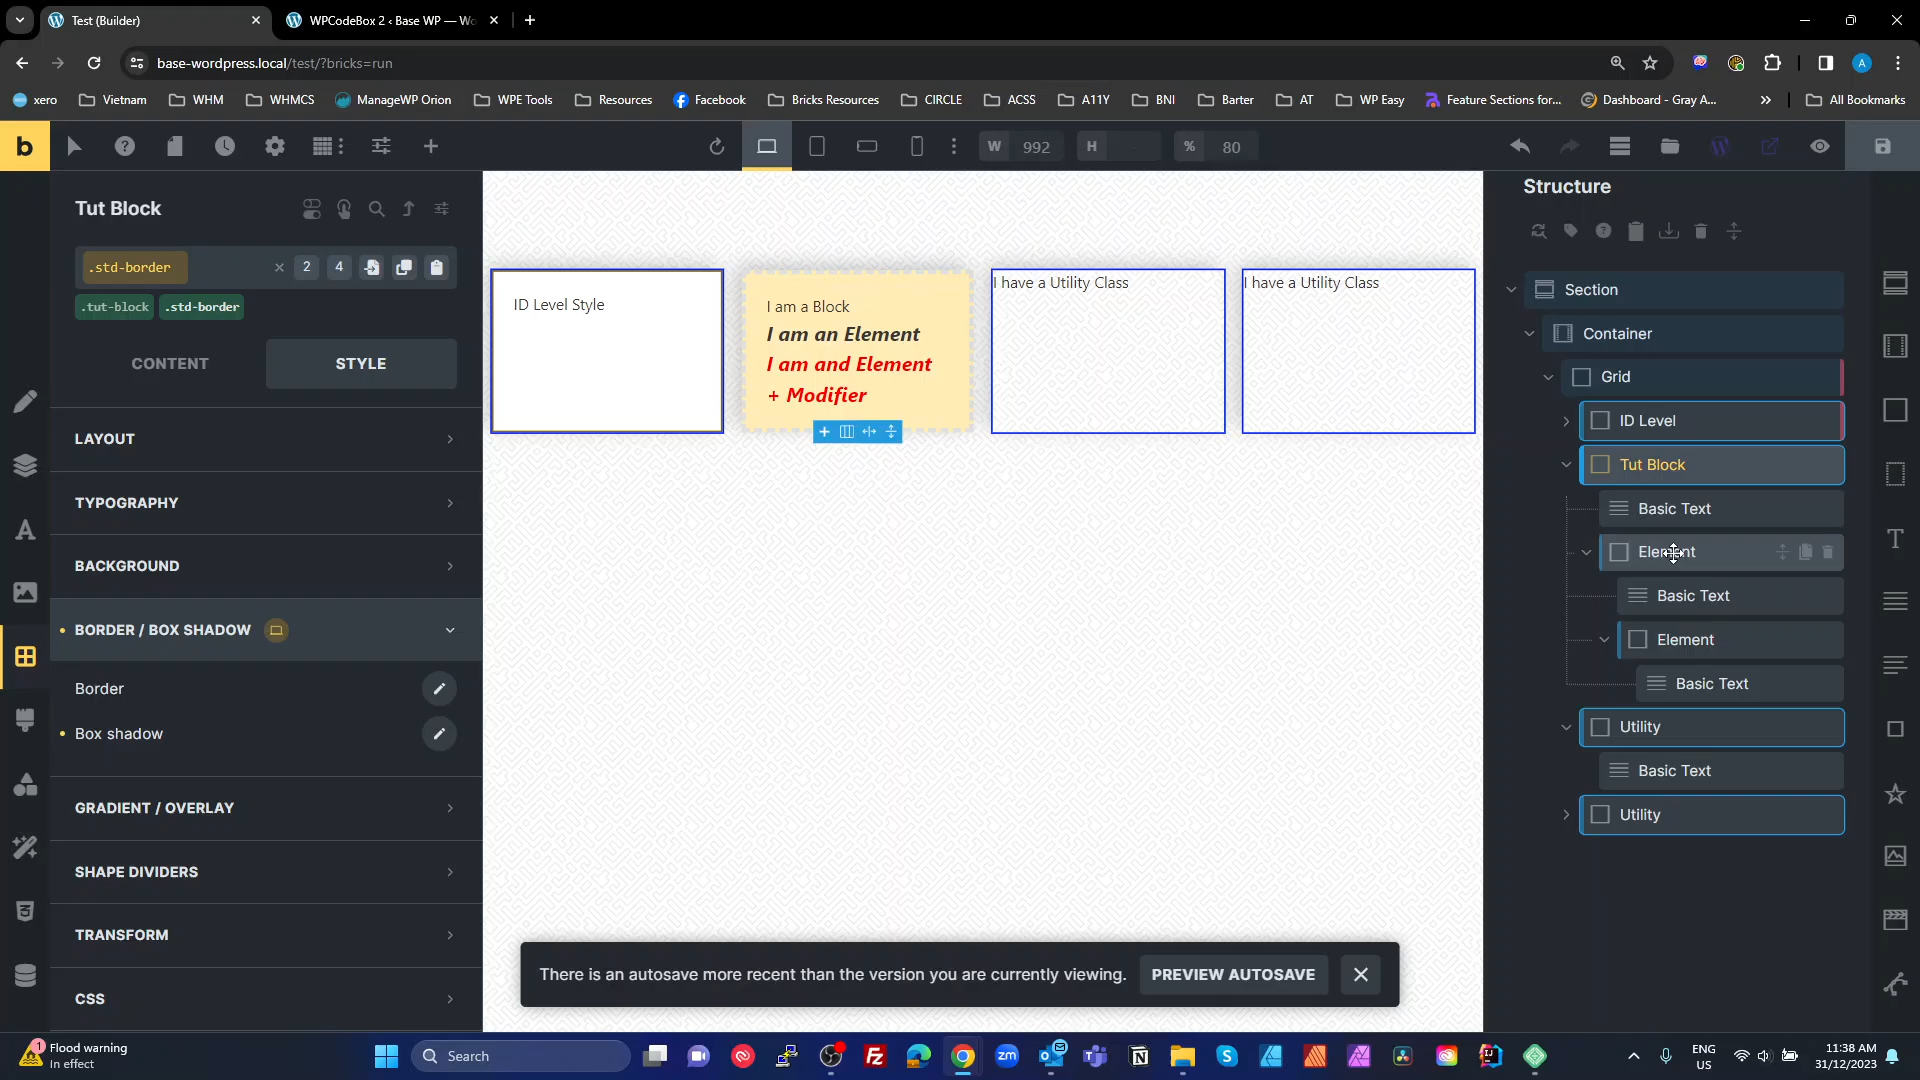 Test (Builder)
WPCodeBox 2 ‹ Base WP — Wo
base-wordpress.local/test/?bricks=run
A
xero
Vietnam
WHM
WHMCS
ManageWP Orion
WPE Tools
Resources
Facebook
Bricks Resources
CIRCLE
ACSS
A11Y
BNI
Barter
AT
WP Easy
Feature Sections for...
Dashboard - Gray A...
»
All Bookmarks
b
W 992
H
% 80
Tut Block
.std-border
2 4
.tut-block .std-border
CONTENT
STYLE
LAYOUT
TYPOGRAPHY
BACKGROUND
BORDER / BOX SHADOW
Border
Box shadow
GRADIENT / OVERLAY
SHAPE DIVIDERS
TRANSFORM
CSS
ID Level Style
I am a Block
I am an Element
I am and Element
+ Modifier
I have a Utility Class
I have a Utility Class
There is an autosave more recent than the version you are currently viewing.
PREVIEW AUTOSAVE
Structure
Section
Container
Grid
ID Level
Tut Block
Basic Text
Element
Basic Text
Element
Basic Text
Utility
Basic Text
Utility
1
Flood warning
In effect
Search
zm
ENG
US
11:38 AM
31/12/2023